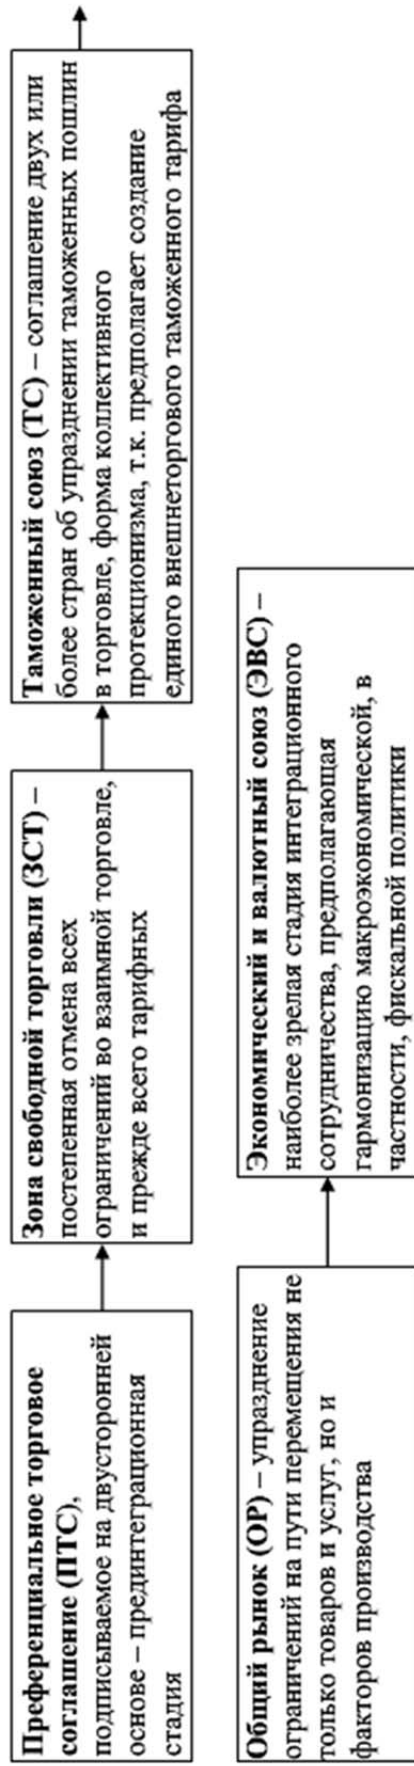 Преференциальное торговое
соглашение (ПТС),
подписываемое на двусторонней
основе – прединтеграционная
стадия
Зона свободной торговли (ЗСТ) –
постепенная отмена всех
ограничений во взаимной торговле,
и прежде всего тарифных
Таможенный союз (ТС) – соглашение двух или
более стран об упразднении таможенных пошлин
в торговле, форма коллективного
протекционизма, т.к. предполагает создание
единого внешнеторгового таможенного тарифа
Общий рынок (ОР) – упразднение
ограничений на пути перемещения не
только товаров и услуг, но и
факторов производства
Экономический и валютный союз (ЭВС) –
наиболее зрелая стадия интеграционного
сотрудничества, предполагающая
гармонизацию макроэкономической, в
частности, фискальной политики